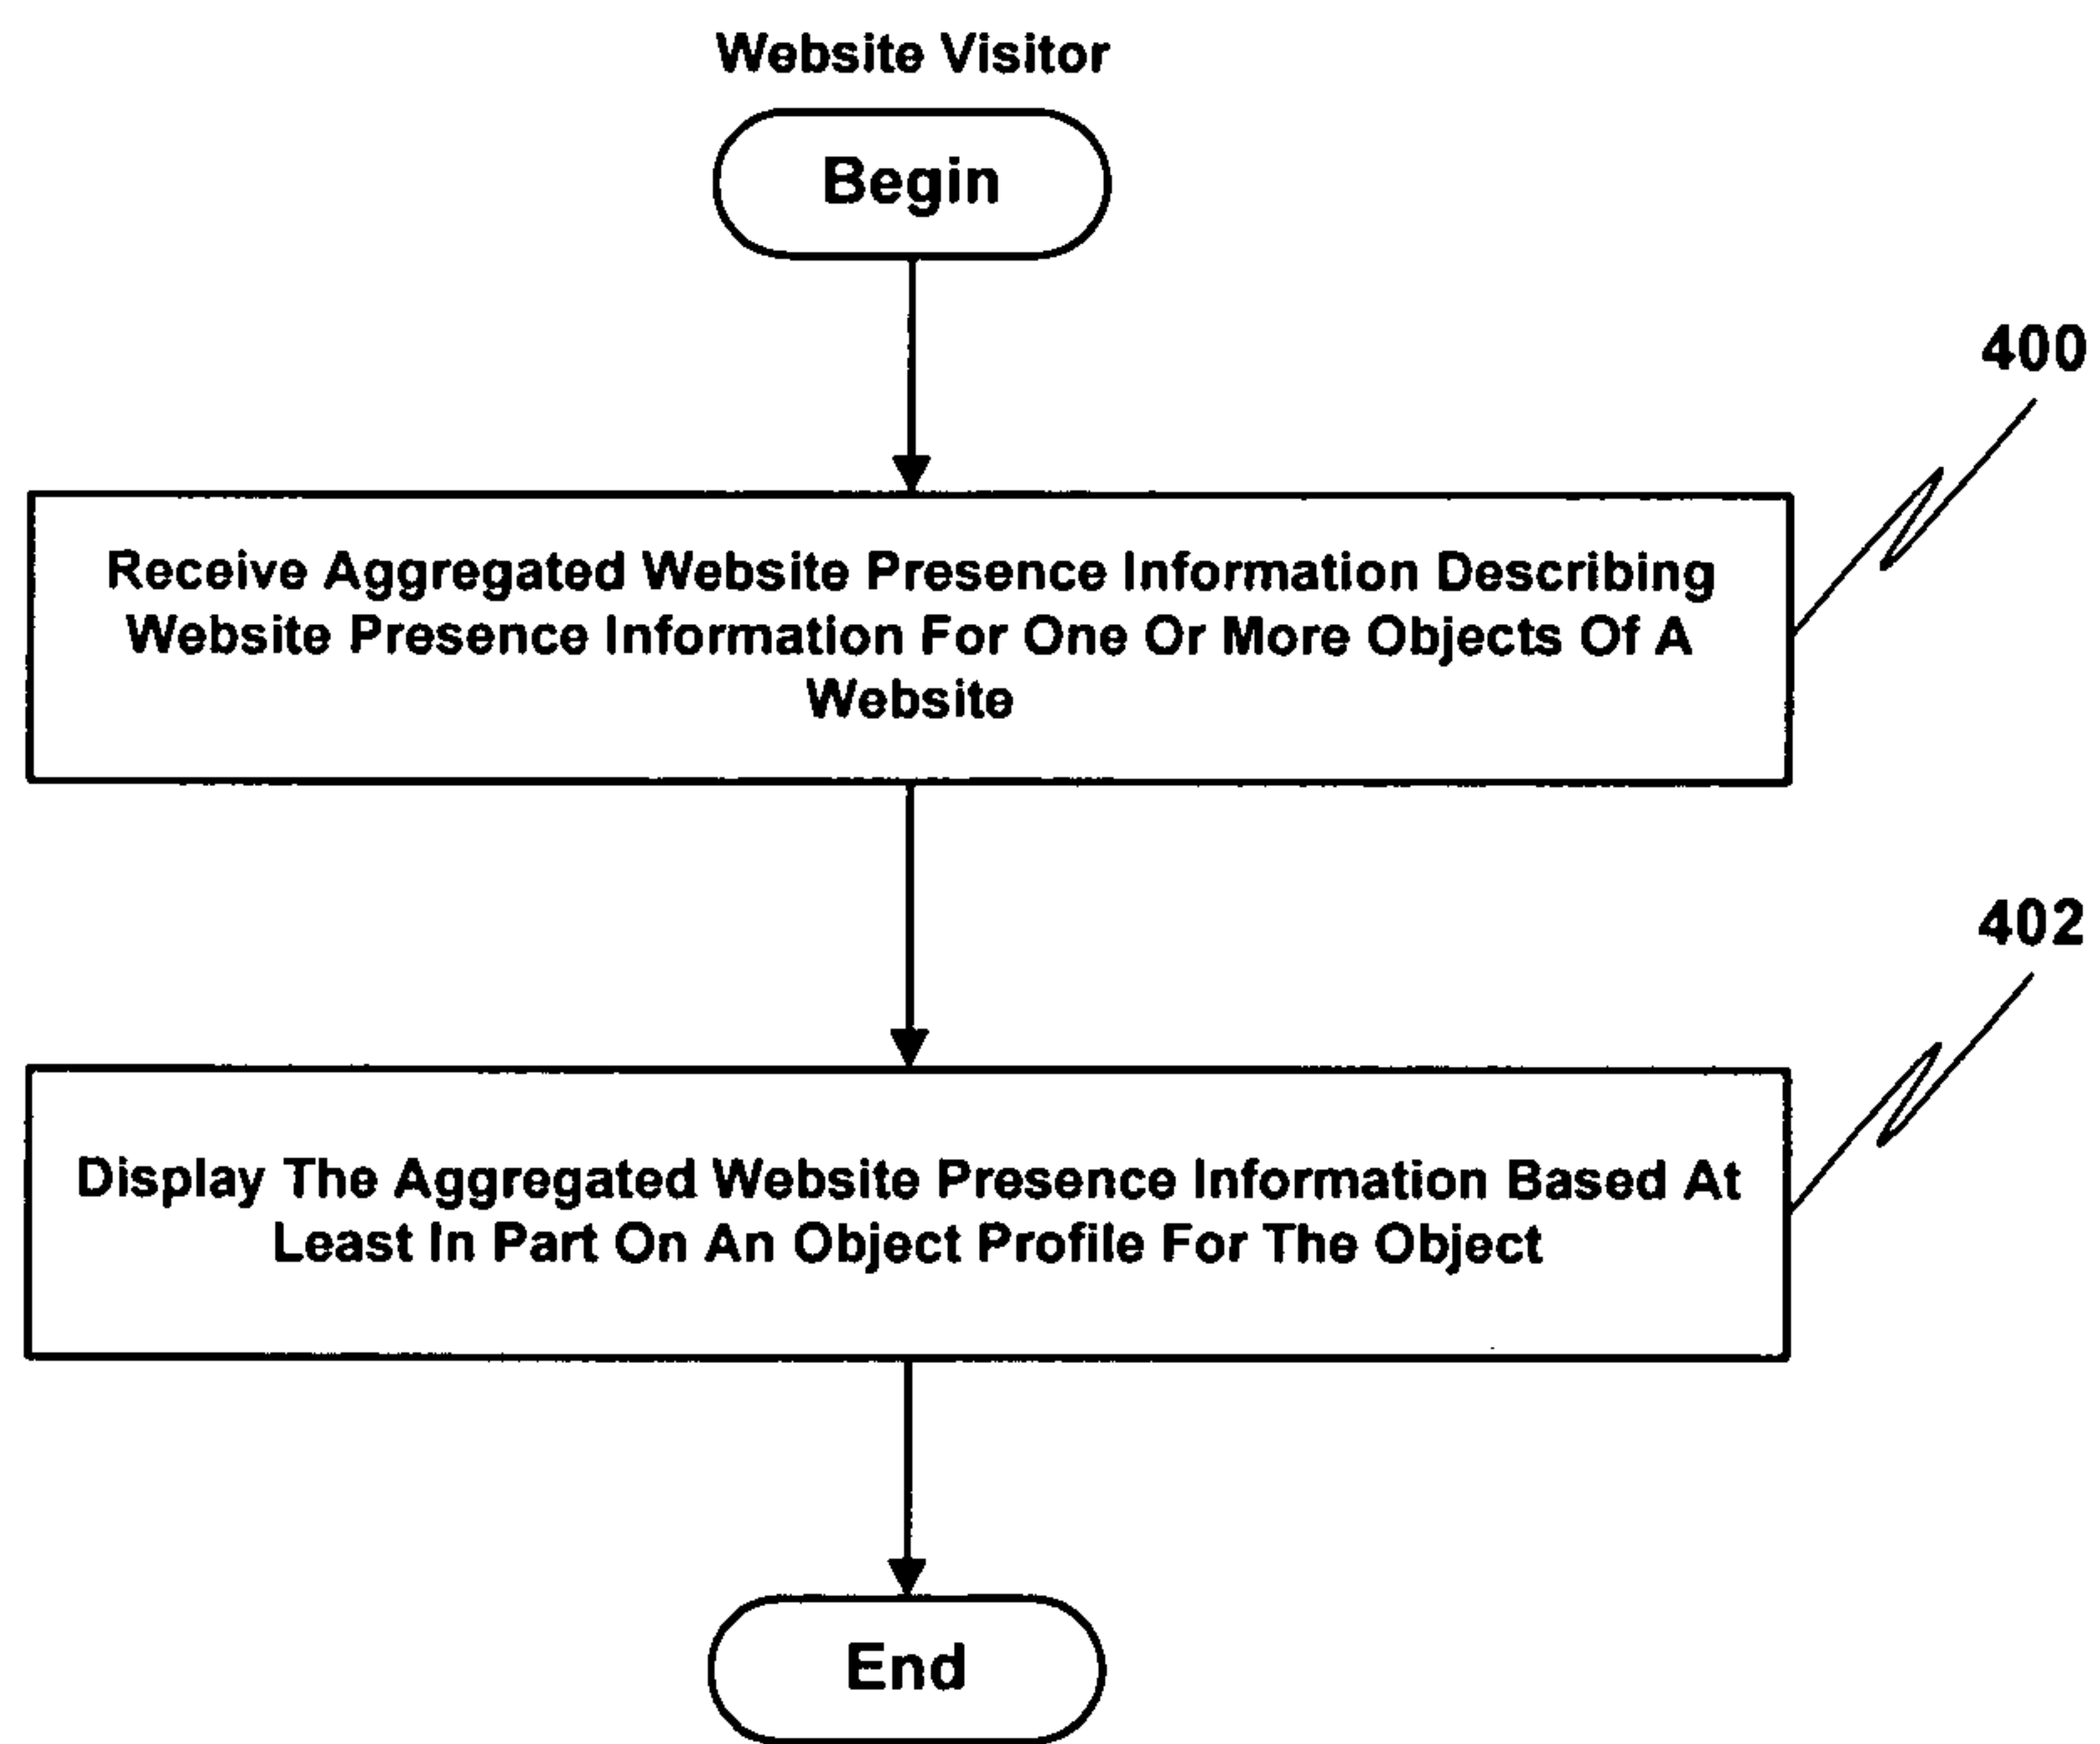 Website Visitor
Begin
400
Receive Aggregated Website Presence Information Describing
Website Presence Information For One Or More Objects Of A
Website
402
Display The Aggregated Website Presence Information Based At
Least In Part On An Object Profile For The Object
End